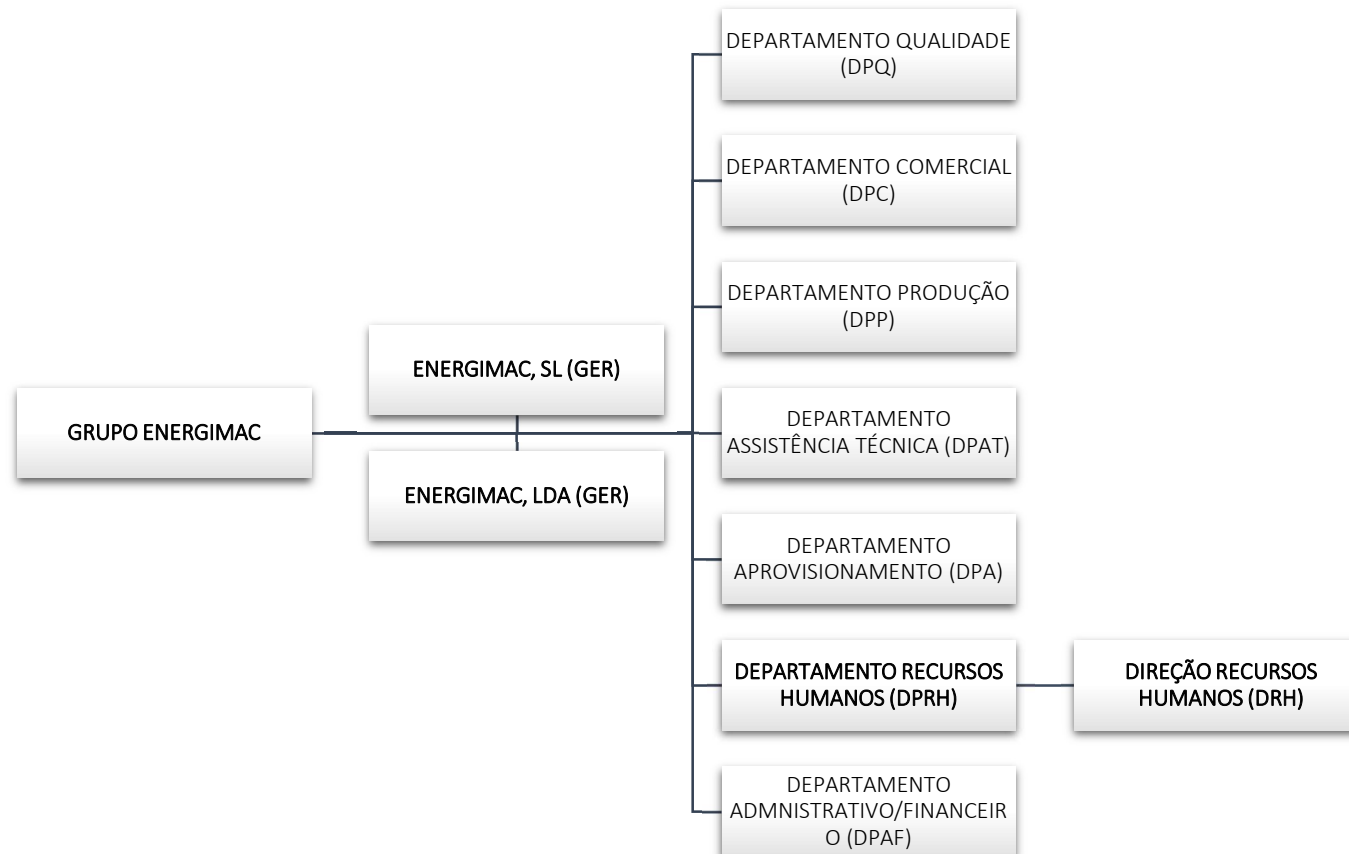 DEPARTAMENTO QUALIDADE
(DPQ)
DEPARTAMENTO COMERCIAL
(DPC)
DEPARTAMENTO PRODUÇÃO
(DPP)
ENERGIMAC, SL (GER)
GRUPO ENERGIMAC
DEPARTAMENTO
ASSISTÊNCIA TÉCNICA (DPAT)
ENERGIMAC, LDA (GER)
DEPARTAMENTO
APROVISIONAMENTO (DPA)
DEPARTAMENTO RECURSOS
HUMANOS (DPRH)
DIREÇÃO RECURSOS
HUMANOS (DRH)
DEPARTAMENTO
ADMNISTRATIVO/FINANCEIR
O (DPAF)